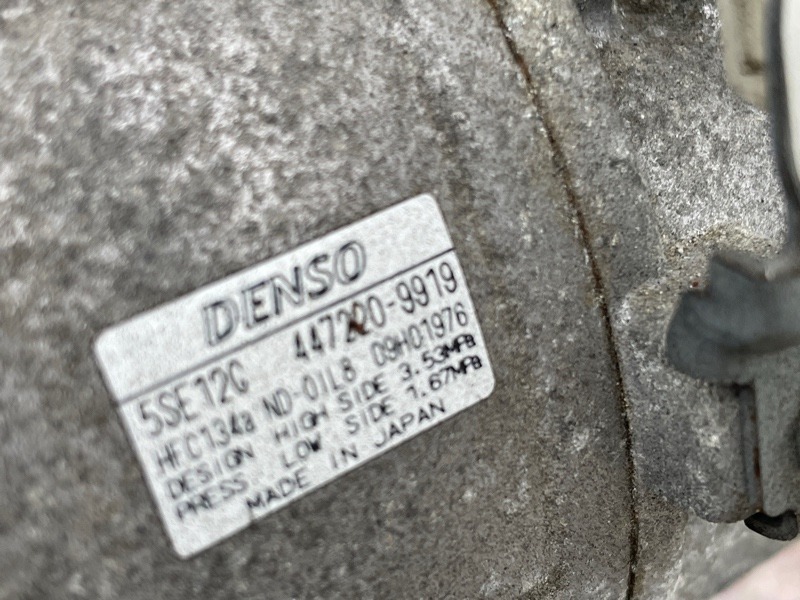 DENSO
5SE12C 447220-9919
HFC134a ND-OIL8 09H01976
DESIGN HIGH SIDE 3.53MPa
PRESS. LOW SIDE 1.67MPa
MADE IN JAPAN